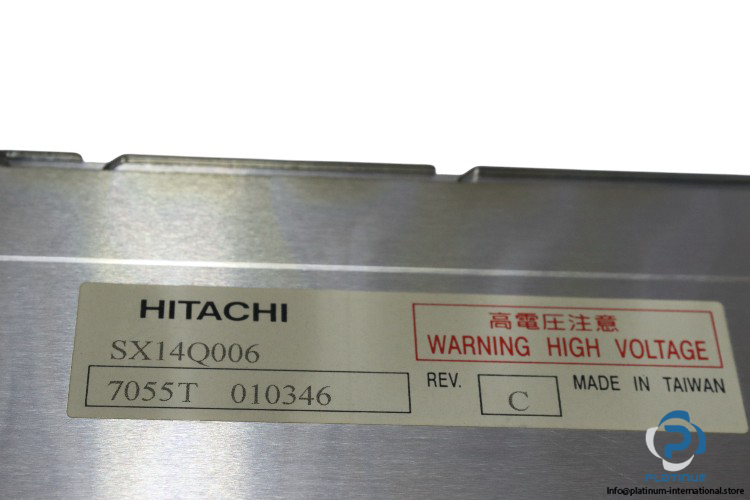 HITACHI
SX14Q006
7055T 010346
高電圧注意
WARNING HIGH VOLTAGE
REV. C MADE IN TAIWAN
PLATINUM
Info@platinum-international.store